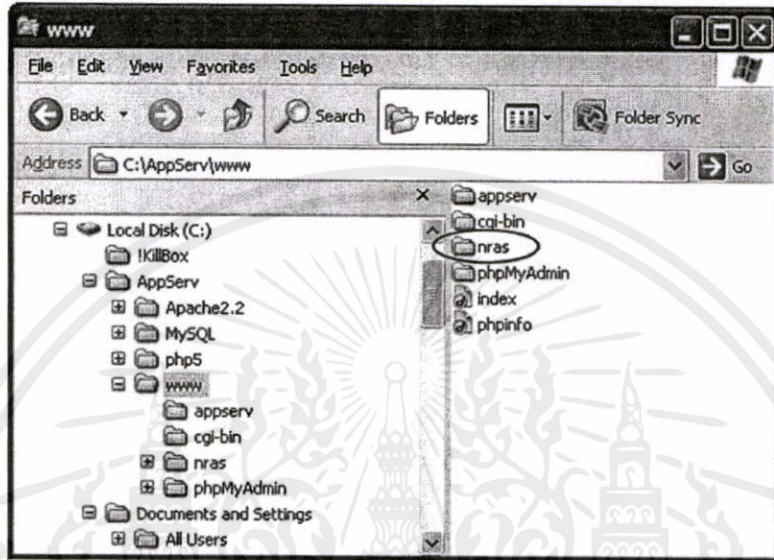 www
File Edit View Favorites Tools Help
Back Search Folders Folder Sync
Address C:\AppServ\www Go
Folders
Local Disk (C:)
!KillBox
AppServ
Apache2.2
MySQL
php5
www
appserv
cgi-bin
nras
phpMyAdmin
Documents and Settings
All Users
appserv
cgi-bin
nras
phpMyAdmin
index
phpinfo